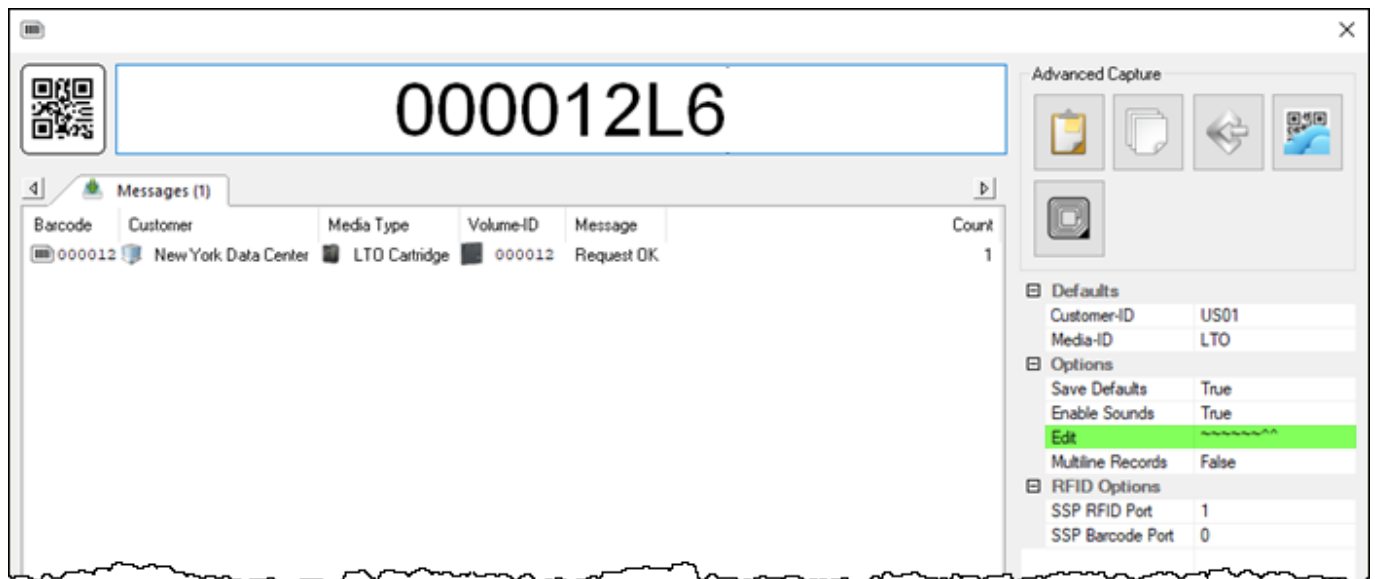 000012L6
Advanced Capture
Messages (1)
Barcode Customer Media Type Volume-ID Message Count
000012 New York Data Center LTO Cartridge 000012 Request OK 1
Defaults
Customer-ID US01
Media-ID LTO
Options
Save Defaults True
Enable Sounds True
Edit ~~~~~~^^
Multiline Records False
RFID Options
SSP RFID Port 1
SSP Barcode Port 0